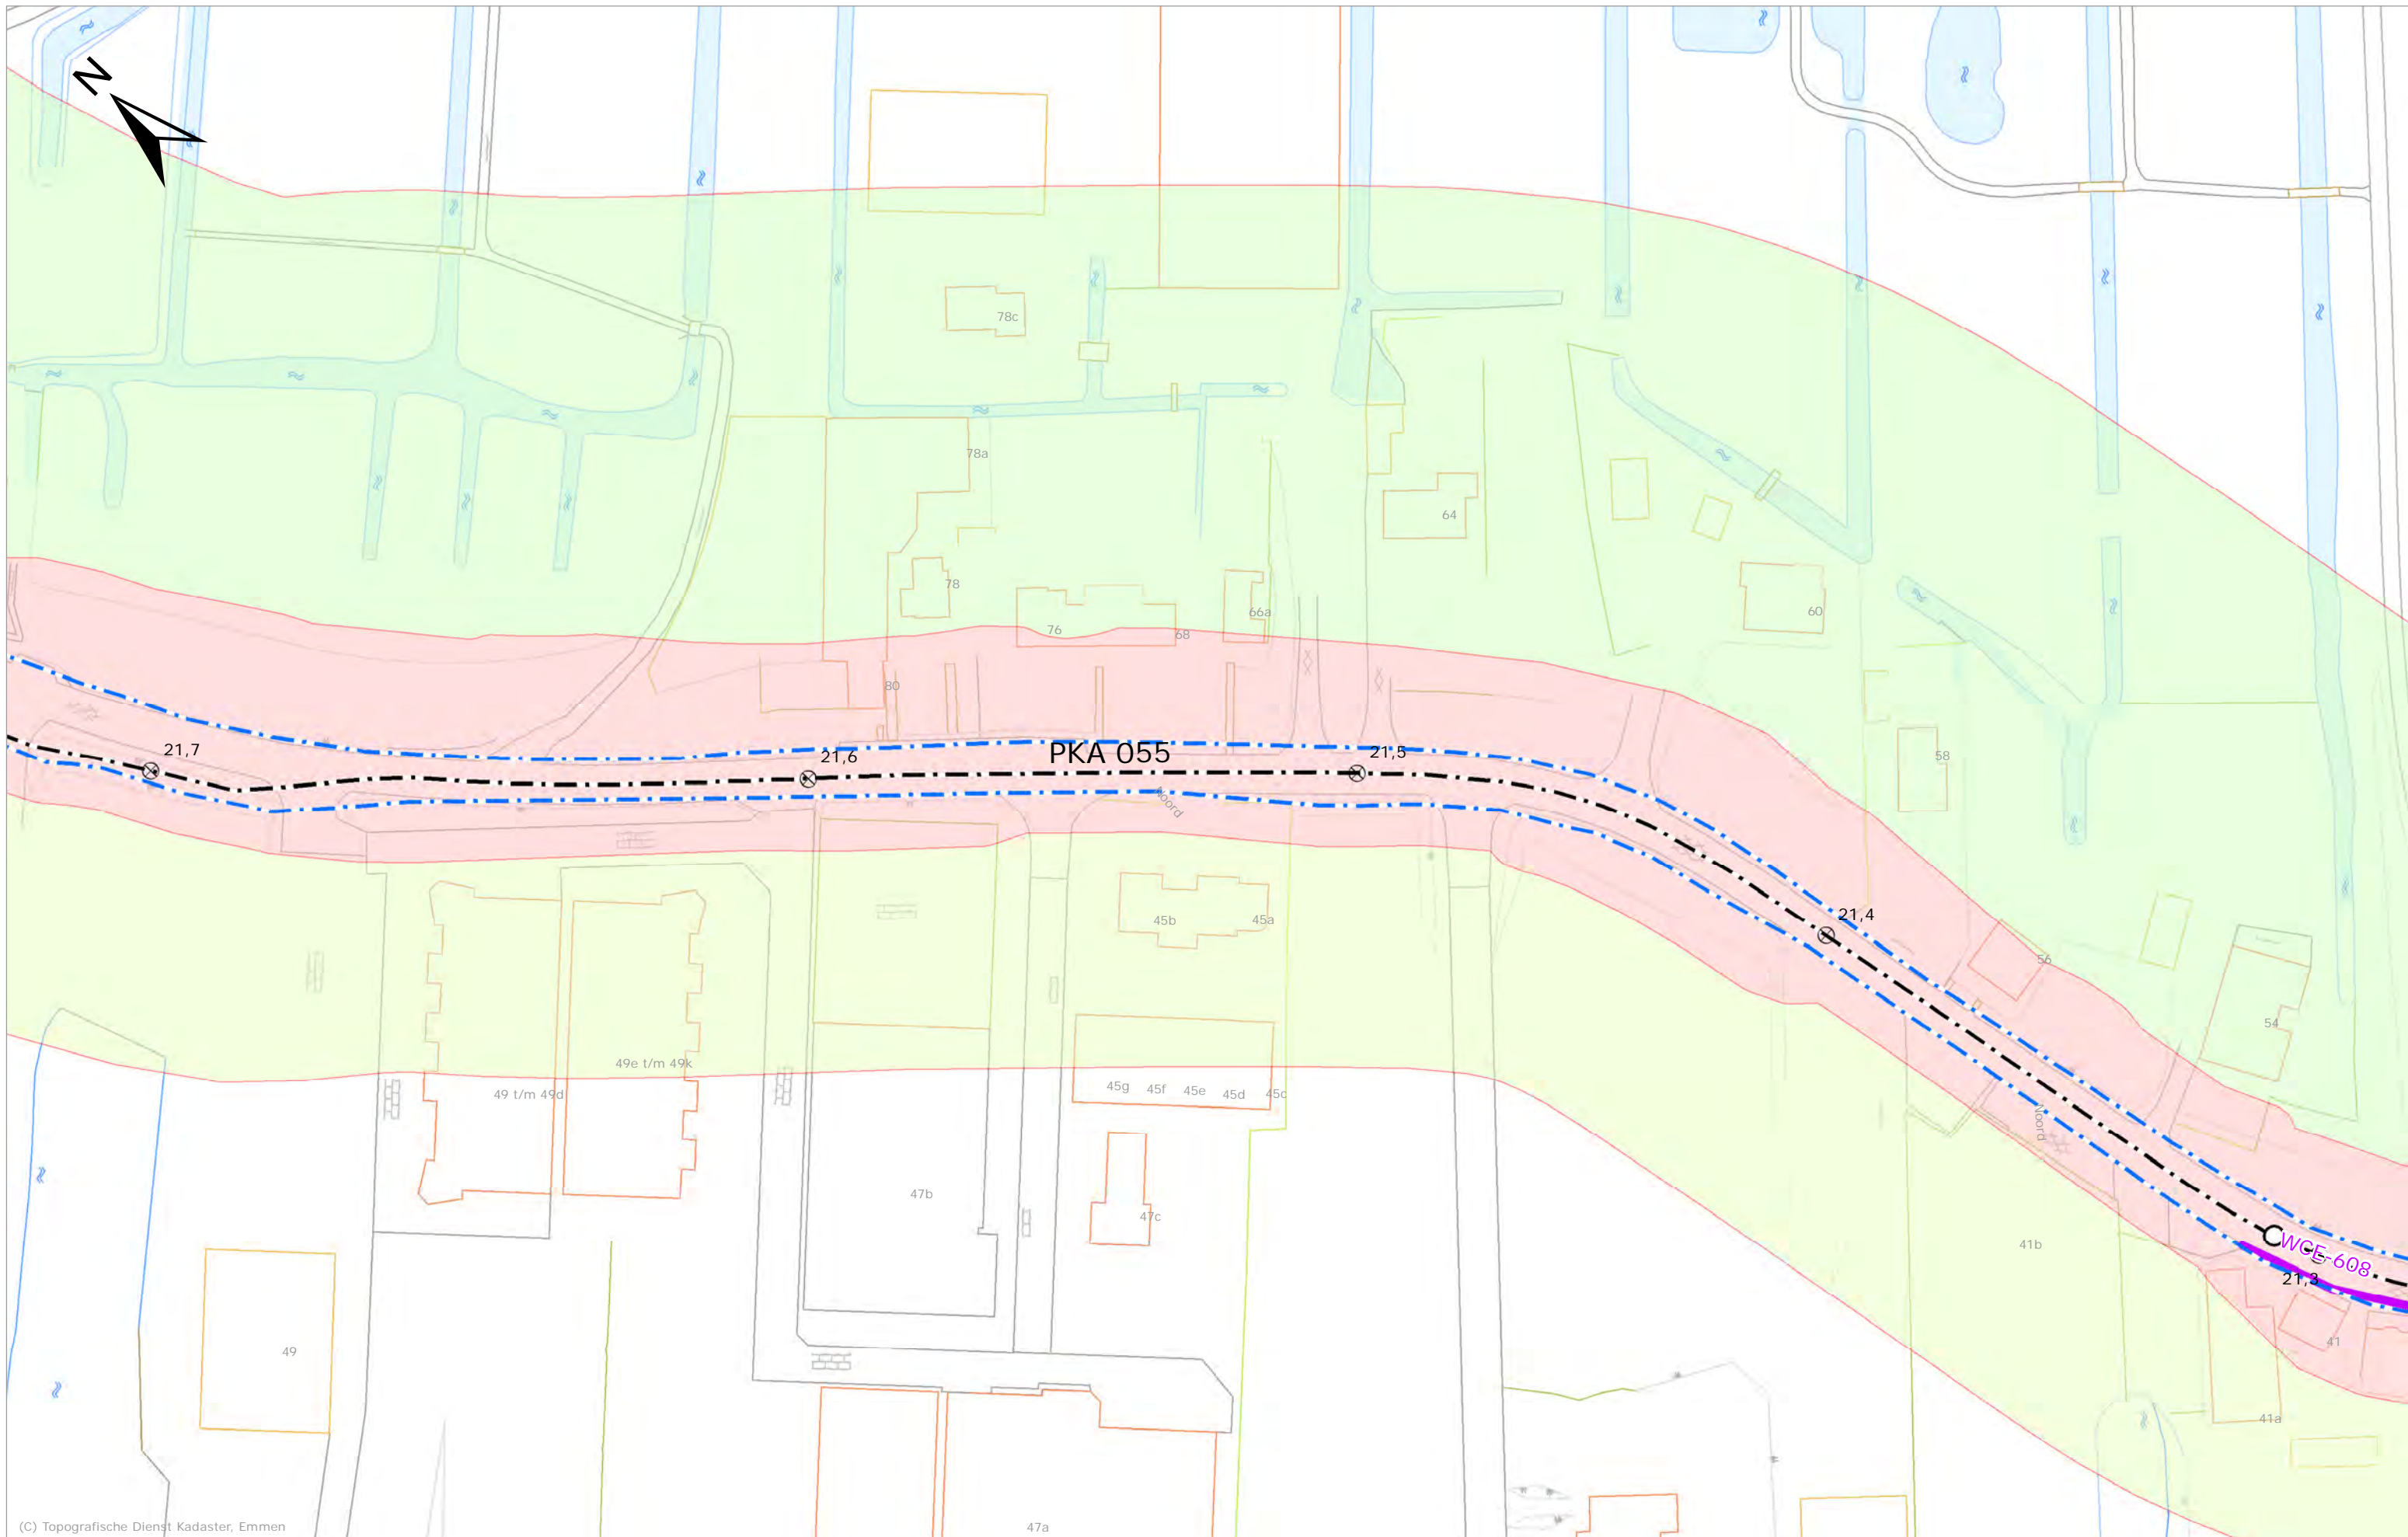 N
78c
78a
64
78
66a
60
76
68
80
58
21,7
21,6
PKA 055
21,5
Noord
21,4
45b
45a
56
54
49e t/m 49k
49 t/m 49d
45g
45f
45e
45d
45c
Noord
47b
47c
41b
C
WCE-608
21,3
49
41
41a
47a
(C) Topografische Dienst Kadaster, Emmen